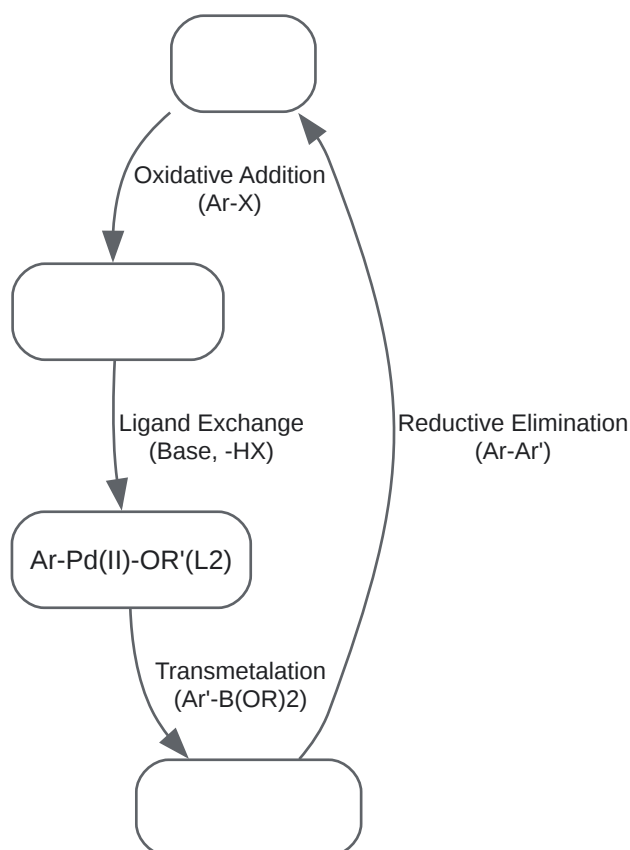 Oxidative Addition
(Ar-X)
Ligand Exchange
(Base, -HX)
Reductive Elimination
(Ar-Ar')
Ar-Pd(II)-OR'(L2)
Transmetalation
(Ar'-B(OR)2)